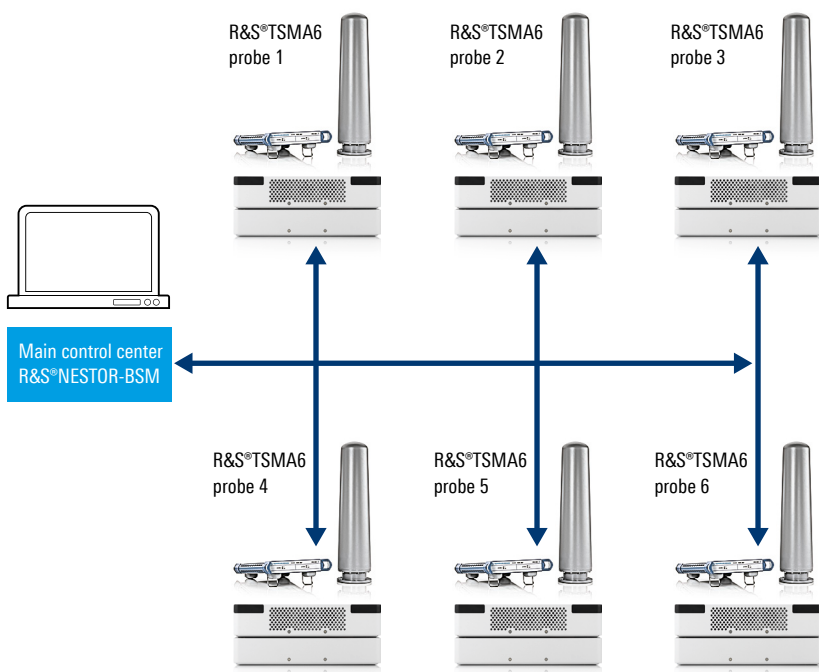 R&S®TSMA6
probe 1
R&S®TSMA6
probe 2
R&S®TSMA6
probe 3
Main control center
R&S®NESTOR-BSM
R&S®TSMA6
probe 4
R&S®TSMA6
probe 5
R&S®TSMA6
probe 6